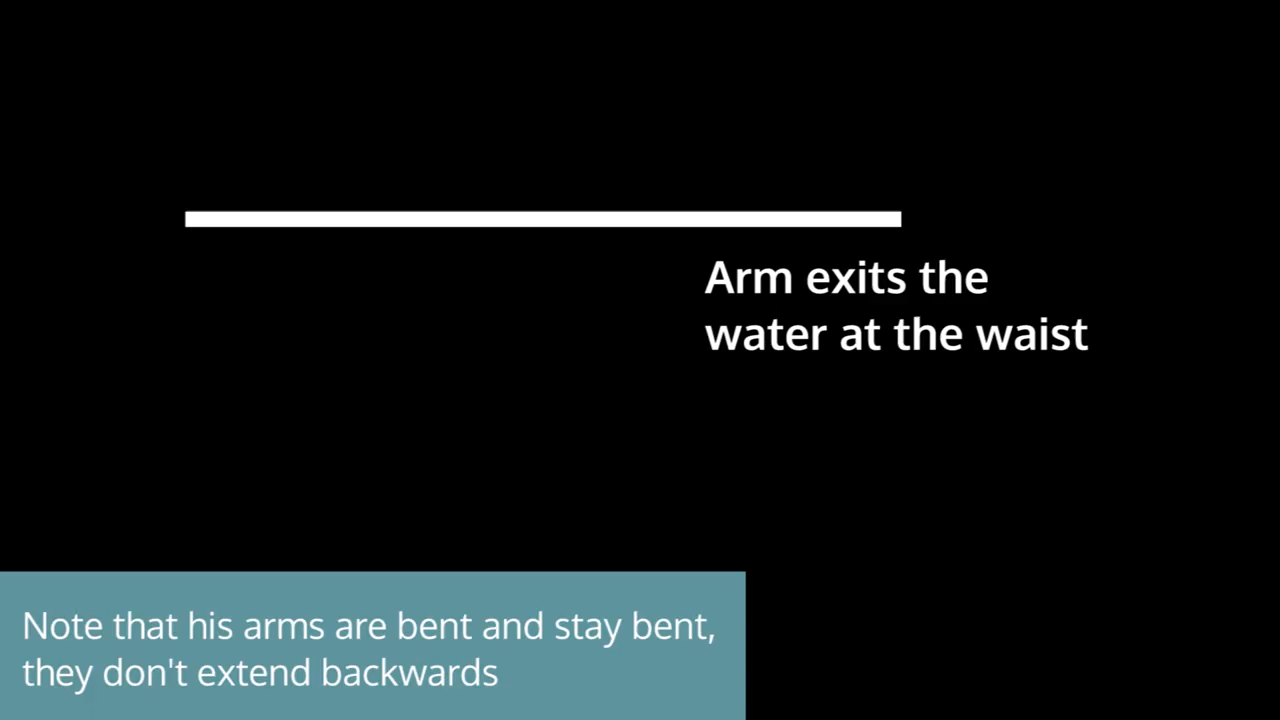 Arm exits the
water at the waist
Note that his arms are bent and stay bent,
they don't extend backwards